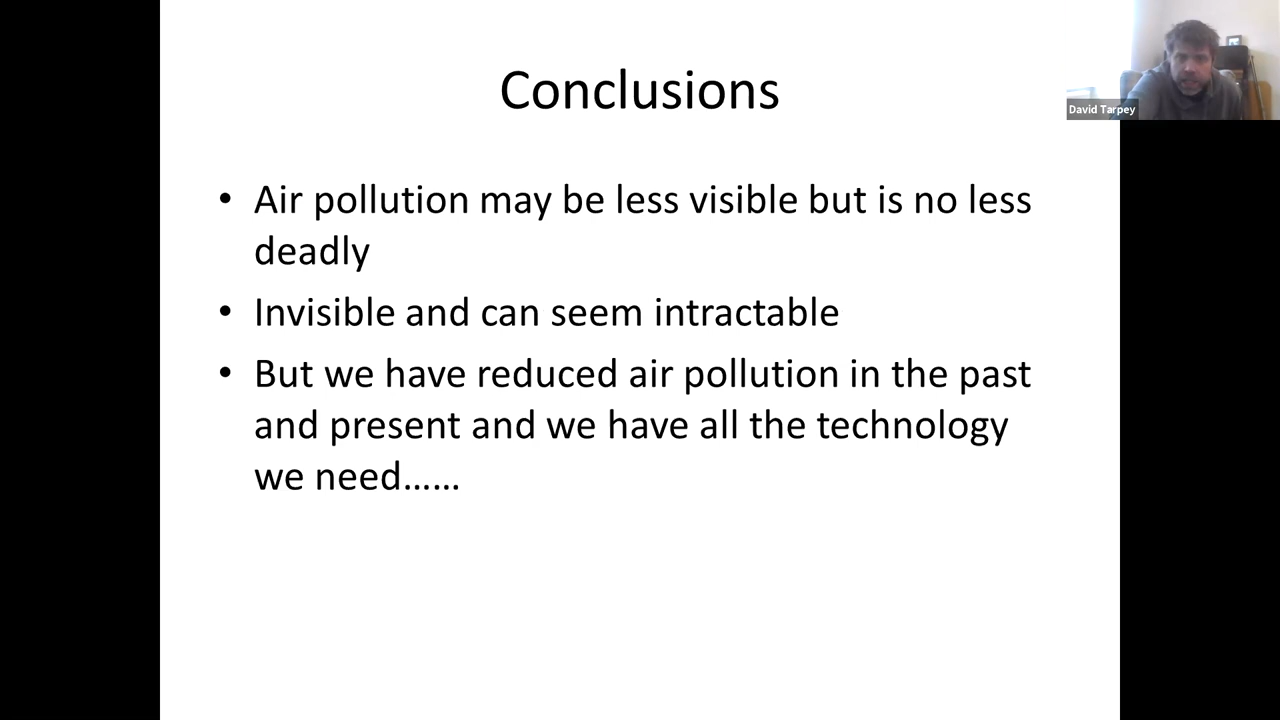 Conclusions
David Tarpey
• Air pollution may be less visible but is no less
deadly
• Invisible and can seem intractable
• But we have reduced air pollution in the past
and present and we have all the technology
we need……